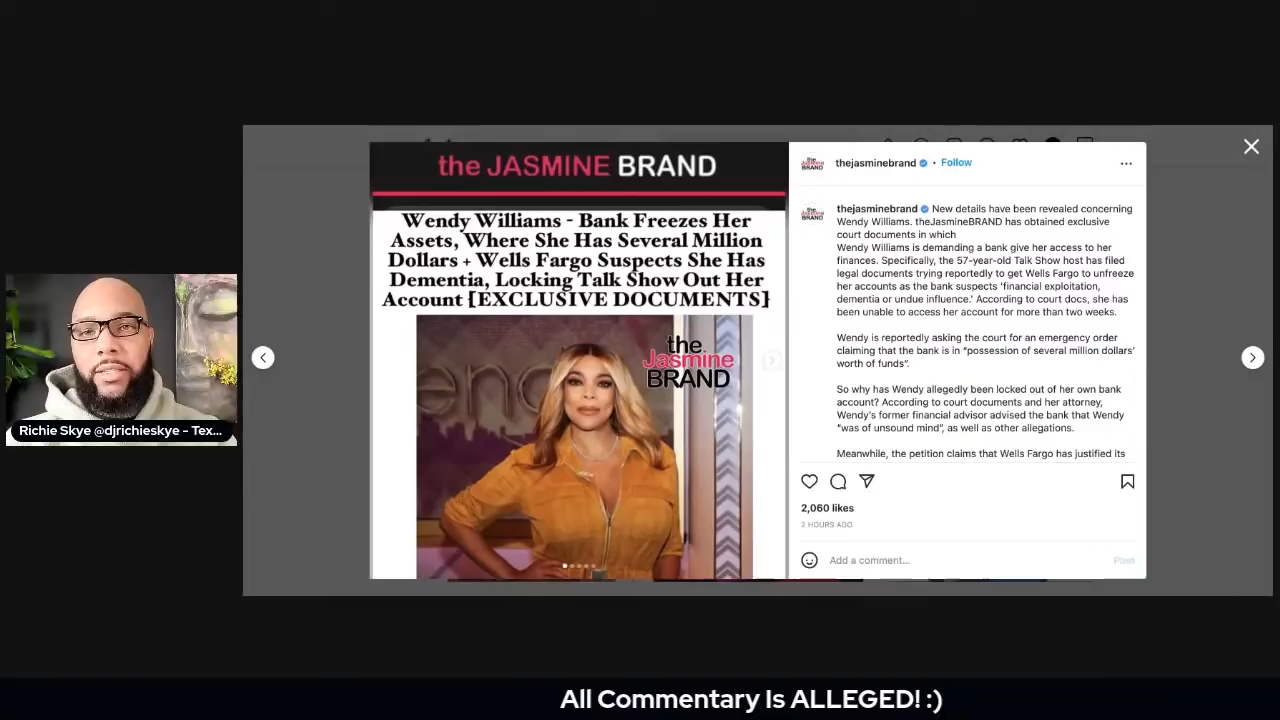 the JASMINE BRAND
Wendy Williams - Bank Freezes Her
Assets, Where She Has Several Million
Dollars + Wells Fargo Suspects She Has
Dementia, Locking Talk Show Out Her
Account [EXCLUSIVE DOCUMENTS]
the
Jasmine
BRAND
thejasminebrand • Follow
thejasminebrand New details have been revealed concerning
Wendy Williams. theJasmineBRAND has obtained exclusive
court documents in which
Wendy Williams is demanding a bank give her access to her
finances. Specifically, the 57-year-old Talk Show host has filed
legal documents trying reportedly to get Wells Fargo to unfreeze
her accounts as the bank suspects 'financial exploitation,
dementia or undue influence.' According to court docs, she has
been unable to access her account for more than two weeks.
Wendy is reportedly asking the court for an emergency order
claiming that the bank is in “possession of several million dollars’
worth of funds”.
So why has Wendy allegedly been locked out of her own bank
account? According to court documents and her attorney,
Wendy’s former financial advisor advised the bank that Wendy
“was of unsound mind”, as well as other allegations.
Meanwhile, the petition claims that Wells Fargo has justified its
2,060 likes
2 HOURS AGO
Add a comment...
Post
Richie Skye @djrichieskye - Tex...
All Commentary Is ALLEGED! :)